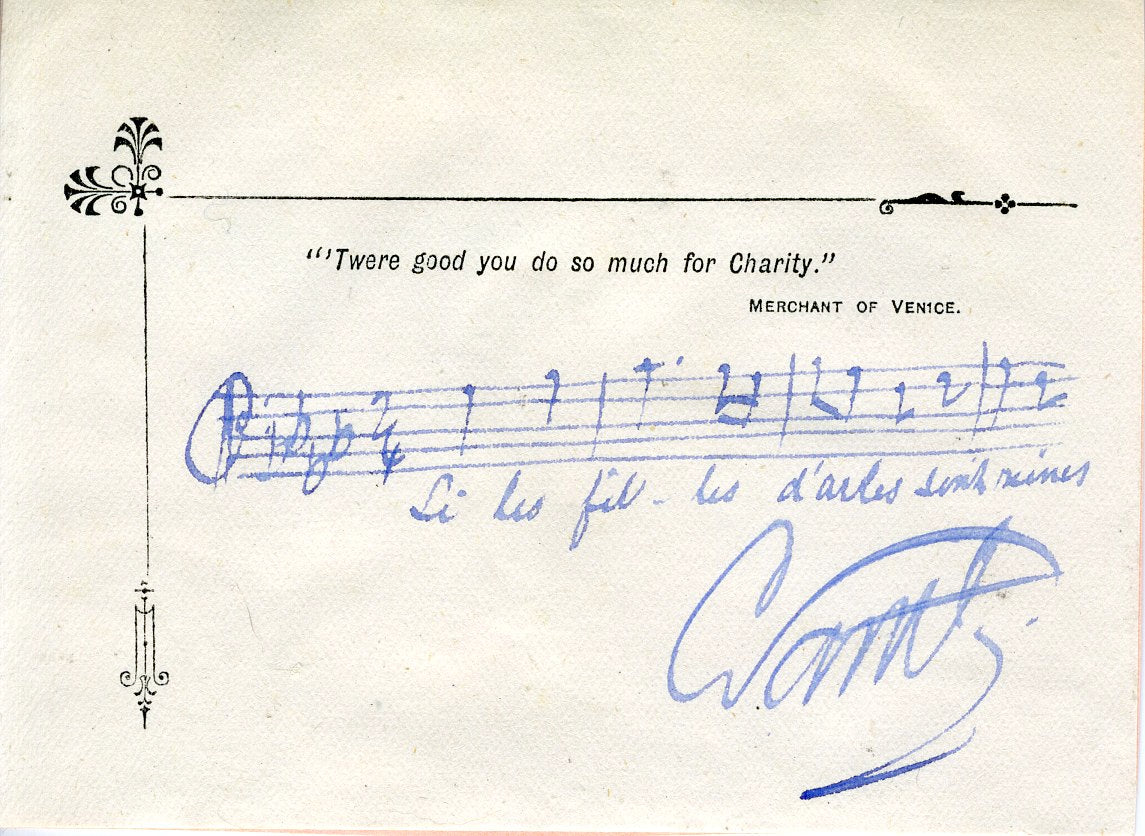 “'Twere good you do so much for Charity.”
MERCHANT OF VENICE.
Si les fil - les d'arles sont reines